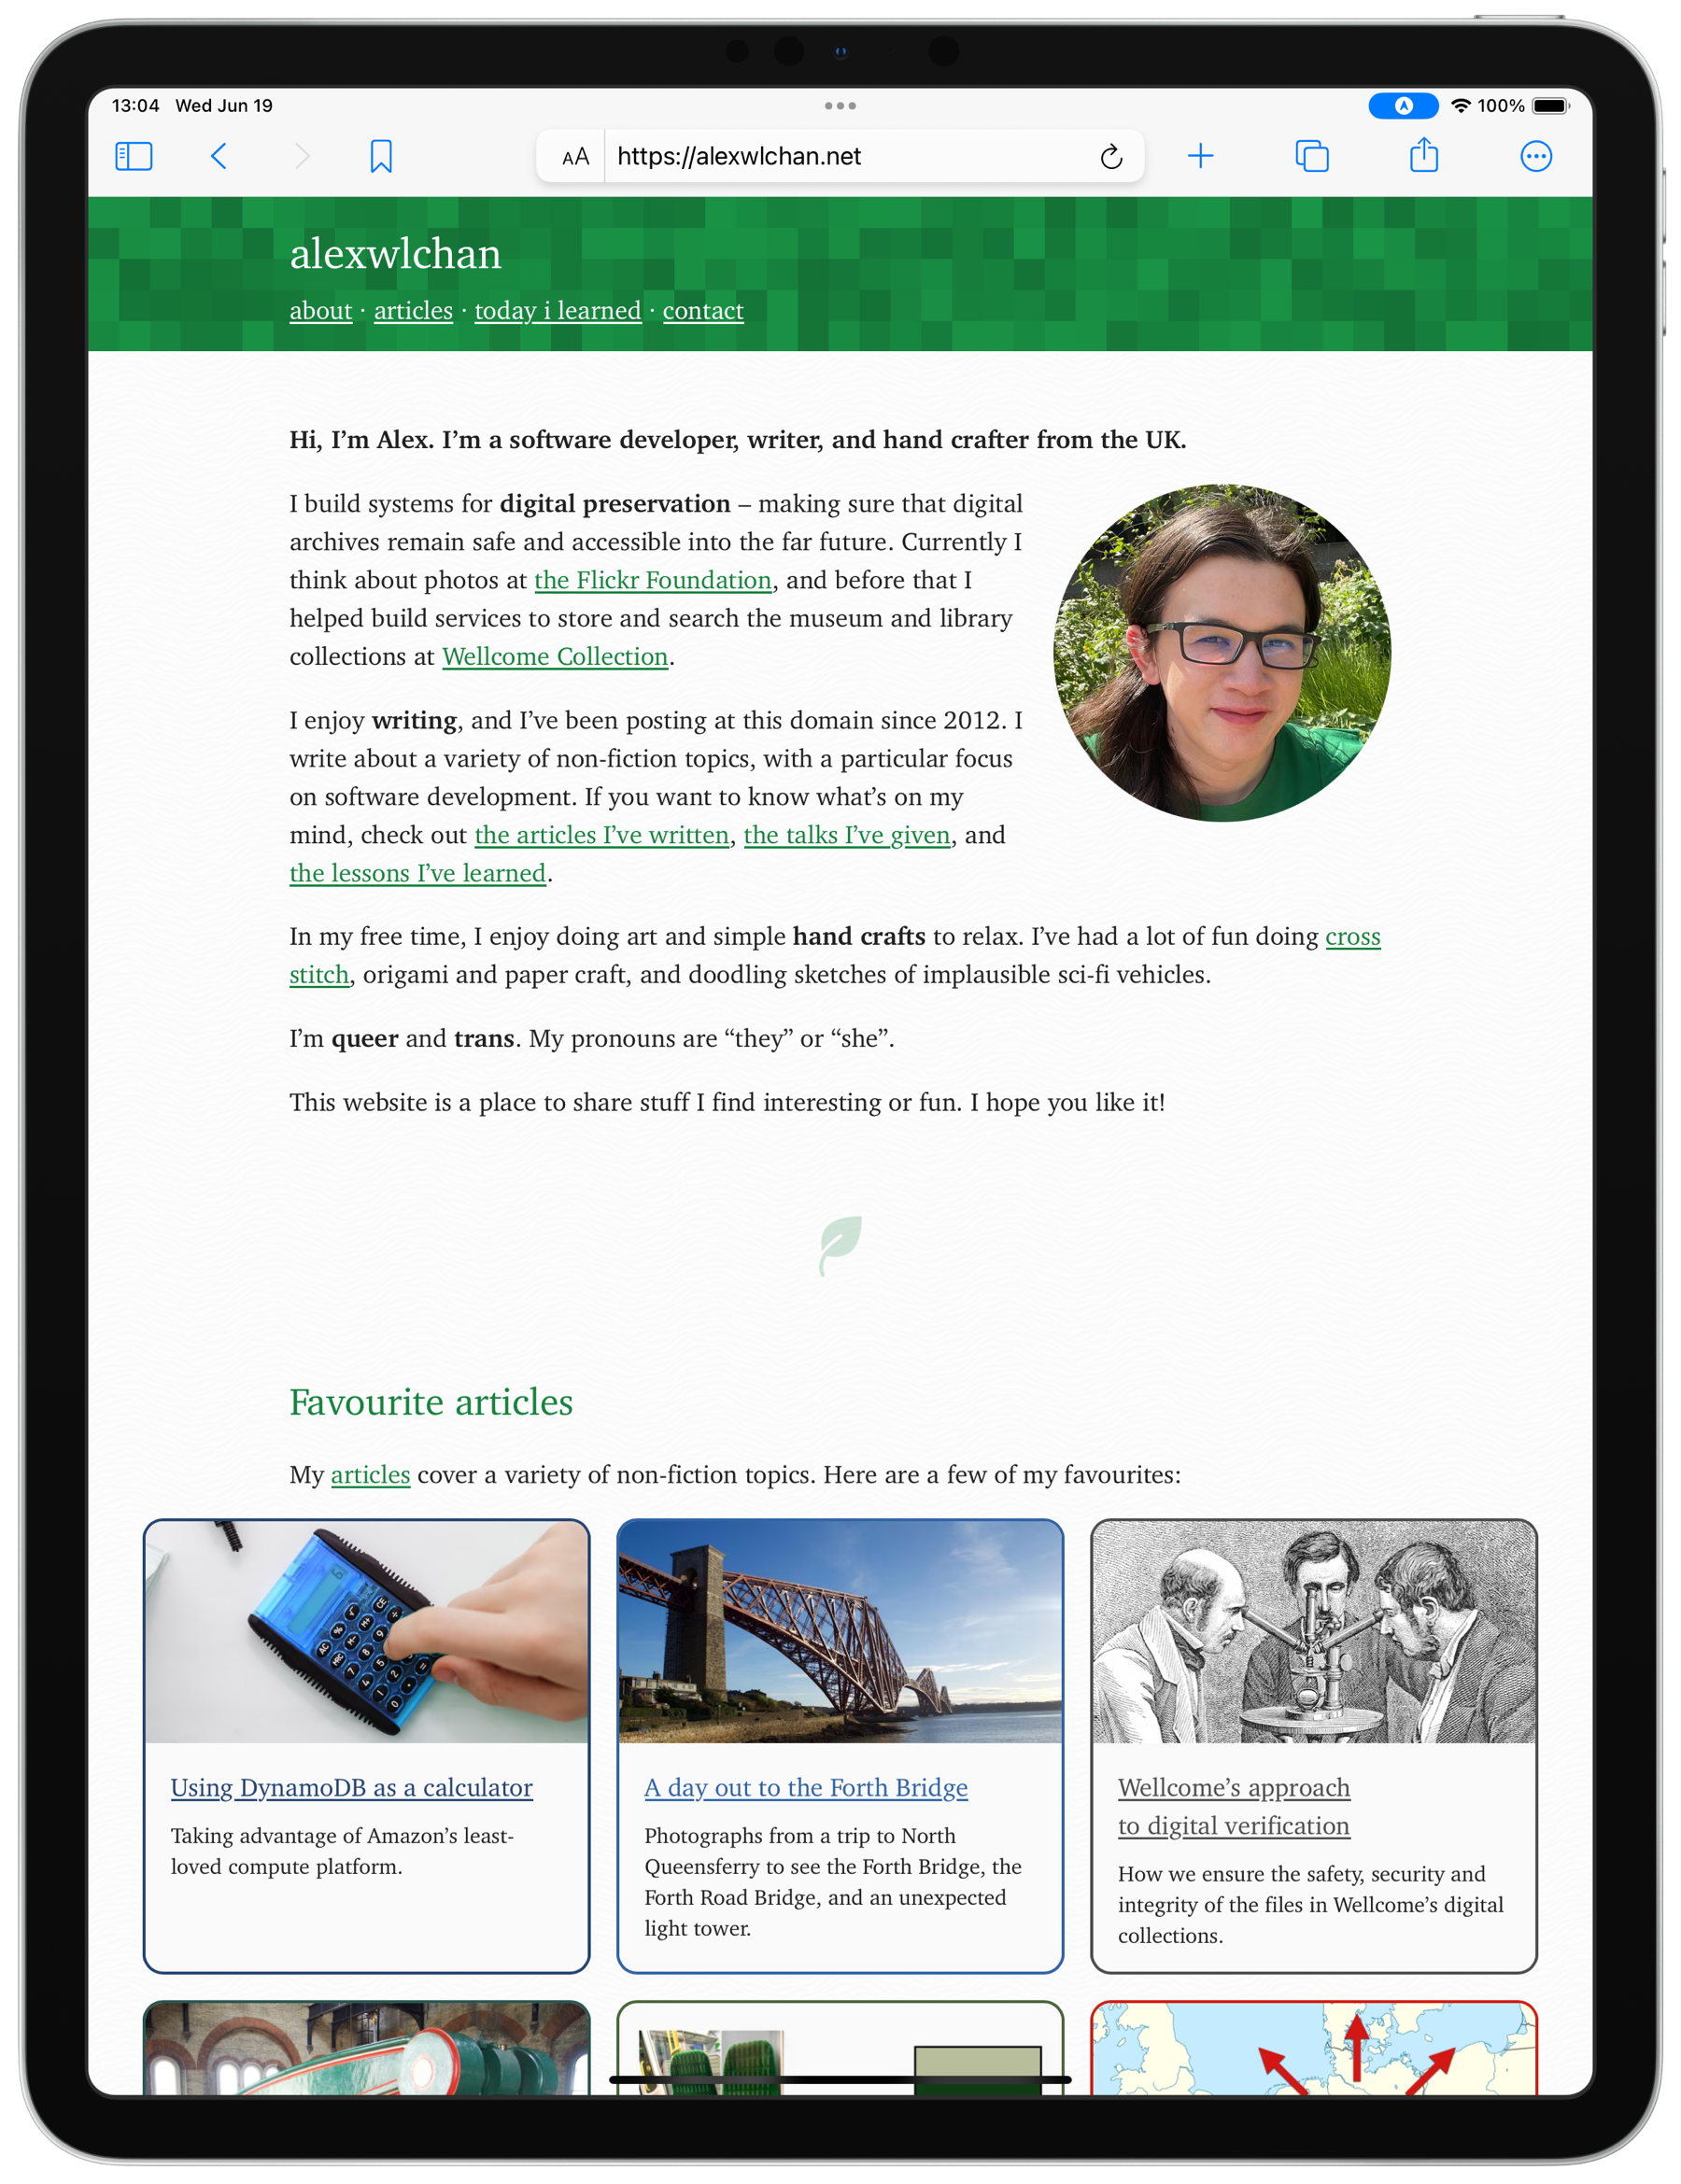 13:04 Wed Jun 19
100%
AA https://alexwlchan.net
alexwlchan
about · articles · today i learned · contact
Hi, I’m Alex. I’m a software developer, writer, and hand crafter from the UK.
I build systems for digital preservation – making sure that digital
archives remain safe and accessible into the far future. Currently I
think about photos at the Flickr Foundation, and before that I
helped build services to store and search the museum and library
collections at Wellcome Collection.
I enjoy writing, and I’ve been posting at this domain since 2012. I
write about a variety of non-fiction topics, with a particular focus
on software development. If you want to know what’s on my
mind, check out the articles I’ve written, the talks I’ve given, and
the lessons I’ve learned.
In my free time, I enjoy doing art and simple hand crafts to relax. I’ve had a lot of fun doing cross
stitch, origami and paper craft, and doodling sketches of implausible sci-fi vehicles.
I’m queer and trans. My pronouns are “they” or “she”.
This website is a place to share stuff I find interesting or fun. I hope you like it!
Favourite articles
My articles cover a variety of non-fiction topics. Here are a few of my favourites:
Using DynamoDB as a calculator
Taking advantage of Amazon’s least-
loved compute platform.
A day out to the Forth Bridge
Photographs from a trip to North
Queensferry to see the Forth Bridge, the
Forth Road Bridge, and an unexpected
light tower.
Wellcome’s approach
to digital verification
How we ensure the safety, security and
integrity of the files in Wellcome’s digital
collections.